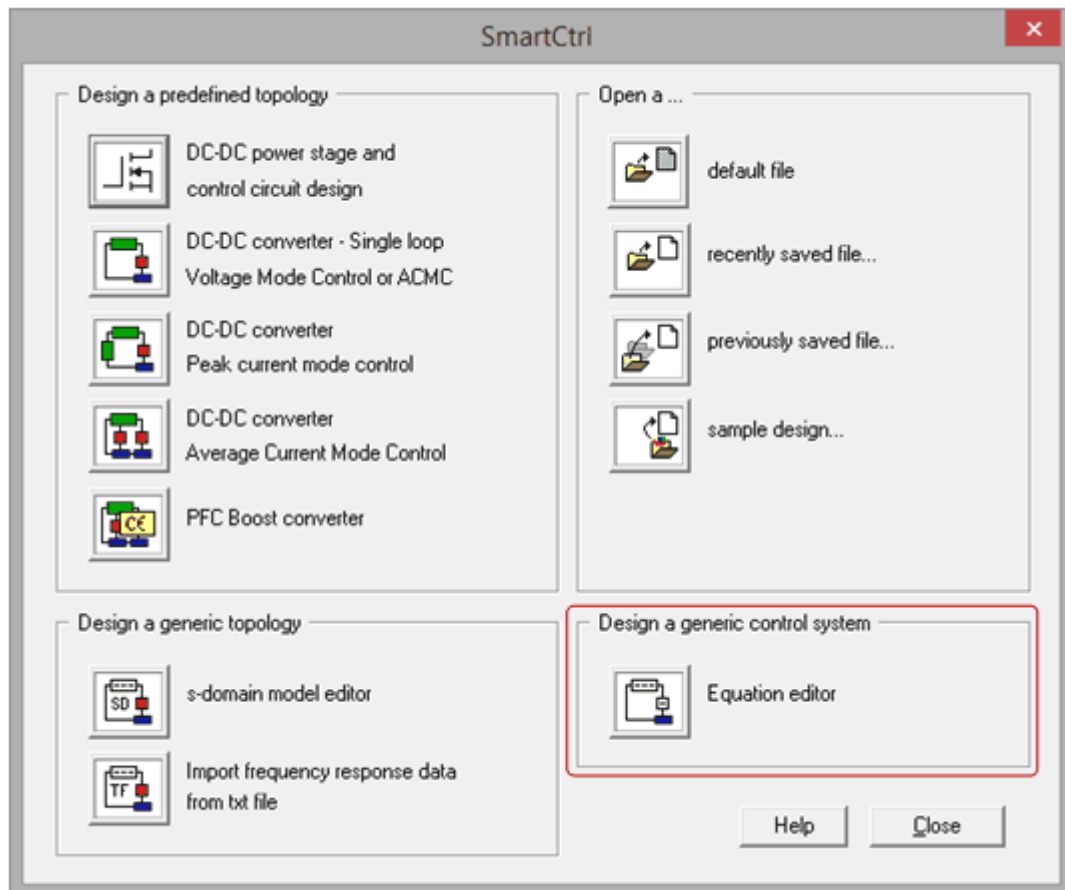 SmartCtrl
Design a predefined topology
DC-DC power stage and
control circuit design
DC-DC converter - Single loop
Voltage Mode Control or ACMC
DC-DC converter
Peak current mode control
DC-DC converter
Average Current Mode Control
C€
PFC Boost converter
Open a ...
default file
recently saved file...
previously saved file...
sample design...
Design a generic topology
SD
s-domain model editor
TF
Import frequency response data
from txt file
Design a generic control system
Equation editor
Help
Close